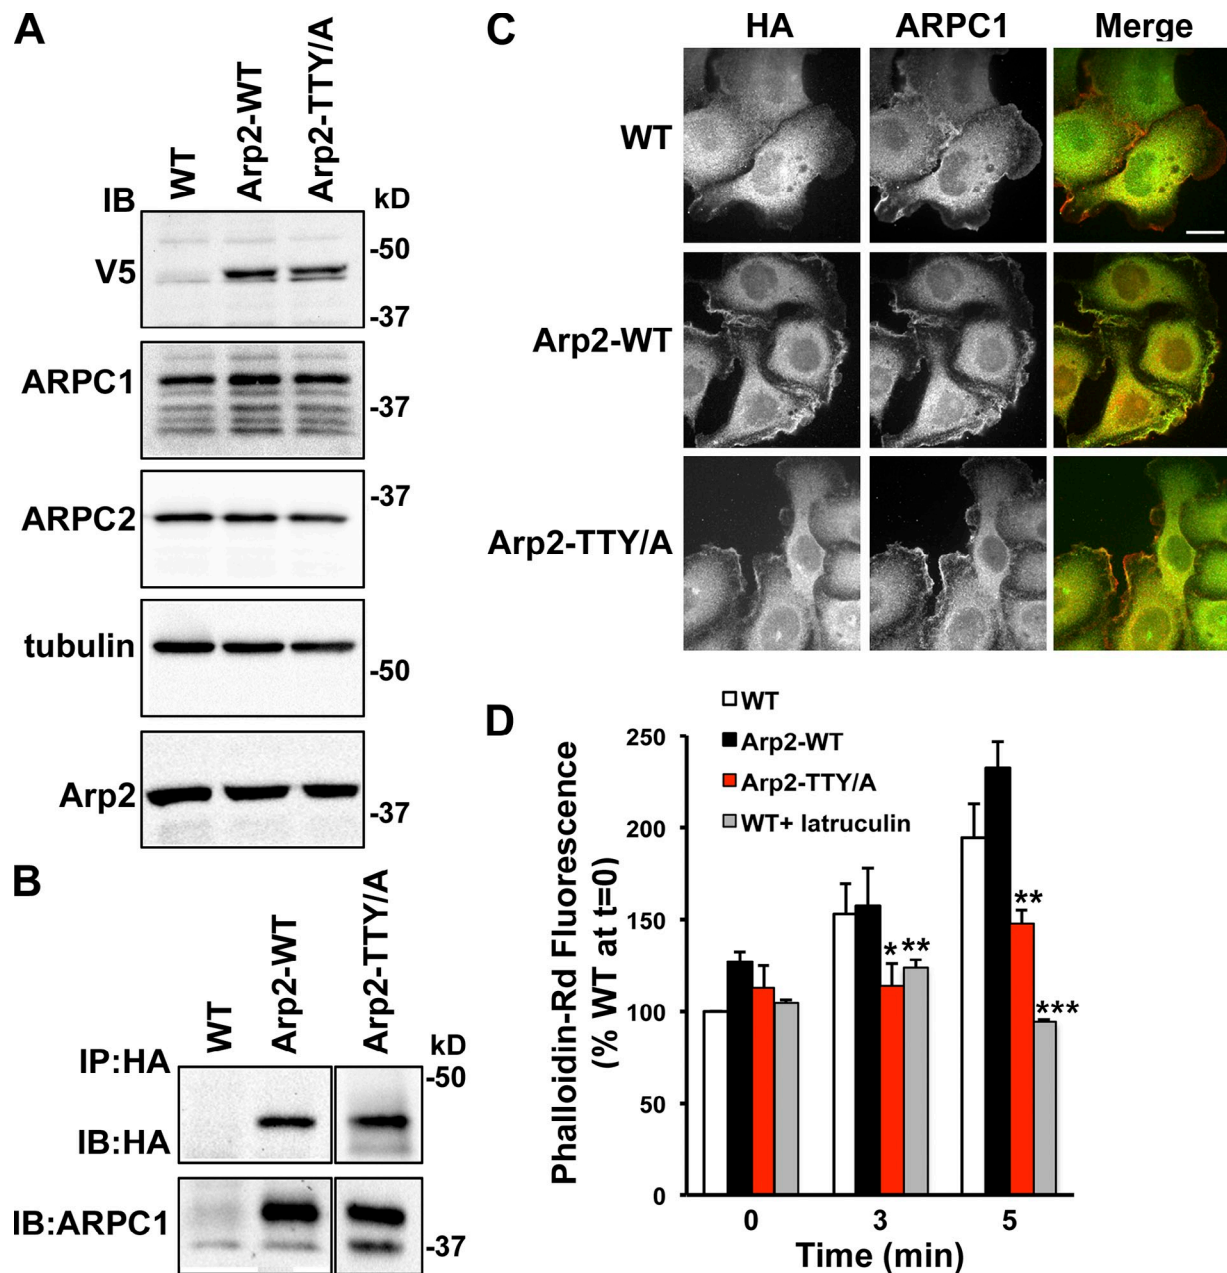 A
WT
Arp2-WT
Arp2-TTY/A
IB
kD
V5
-50
-37
ARPC1
-37
ARPC2
-37
tubulin
-50
Arp2
-37
B
WT
Arp2-WT
Arp2-TTY/A
IP:HA
kD
-50
IB:HA
IB:ARPC1
-37
C
HA
ARPC1
Merge
WT
Arp2-WT
Arp2-TTY/A
D
WT
Arp2-WT
Arp2-TTY/A
WT+ latruculin
Phalloidin-Rd Fluorescence
(% WT at t=0)
250
200
150
100
50
0
* **
**
***
0 3 5
Time (min)